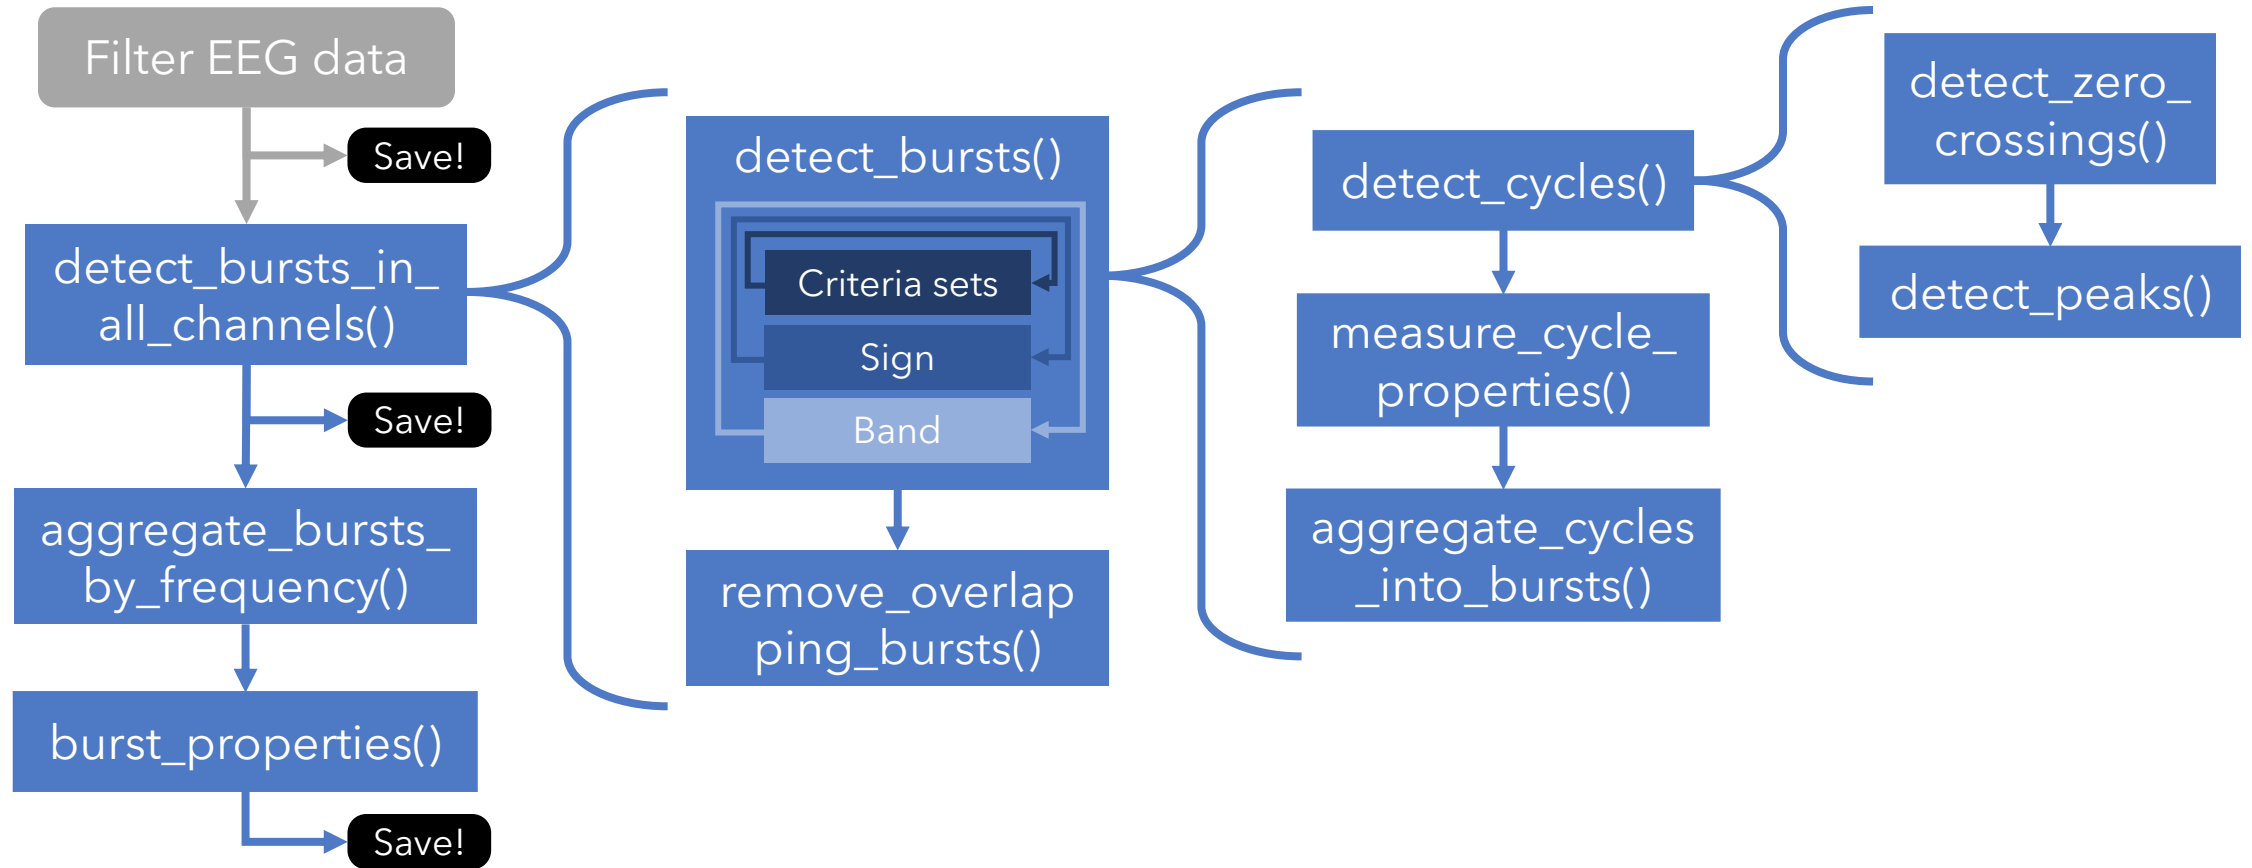 Filter EEG data
Save!
detect_bursts_in_
all_channels()
Save!
aggregate_bursts_
by_frequency()
burst_properties()
Save!
detect_bursts()
Criteria sets
Sign
Band
remove_overlap
ping_bursts()
detect_cycles()
measure_cycle_
properties()
aggregate_cycles
_into_bursts()
detect_zero_
crossings()
detect_peaks()